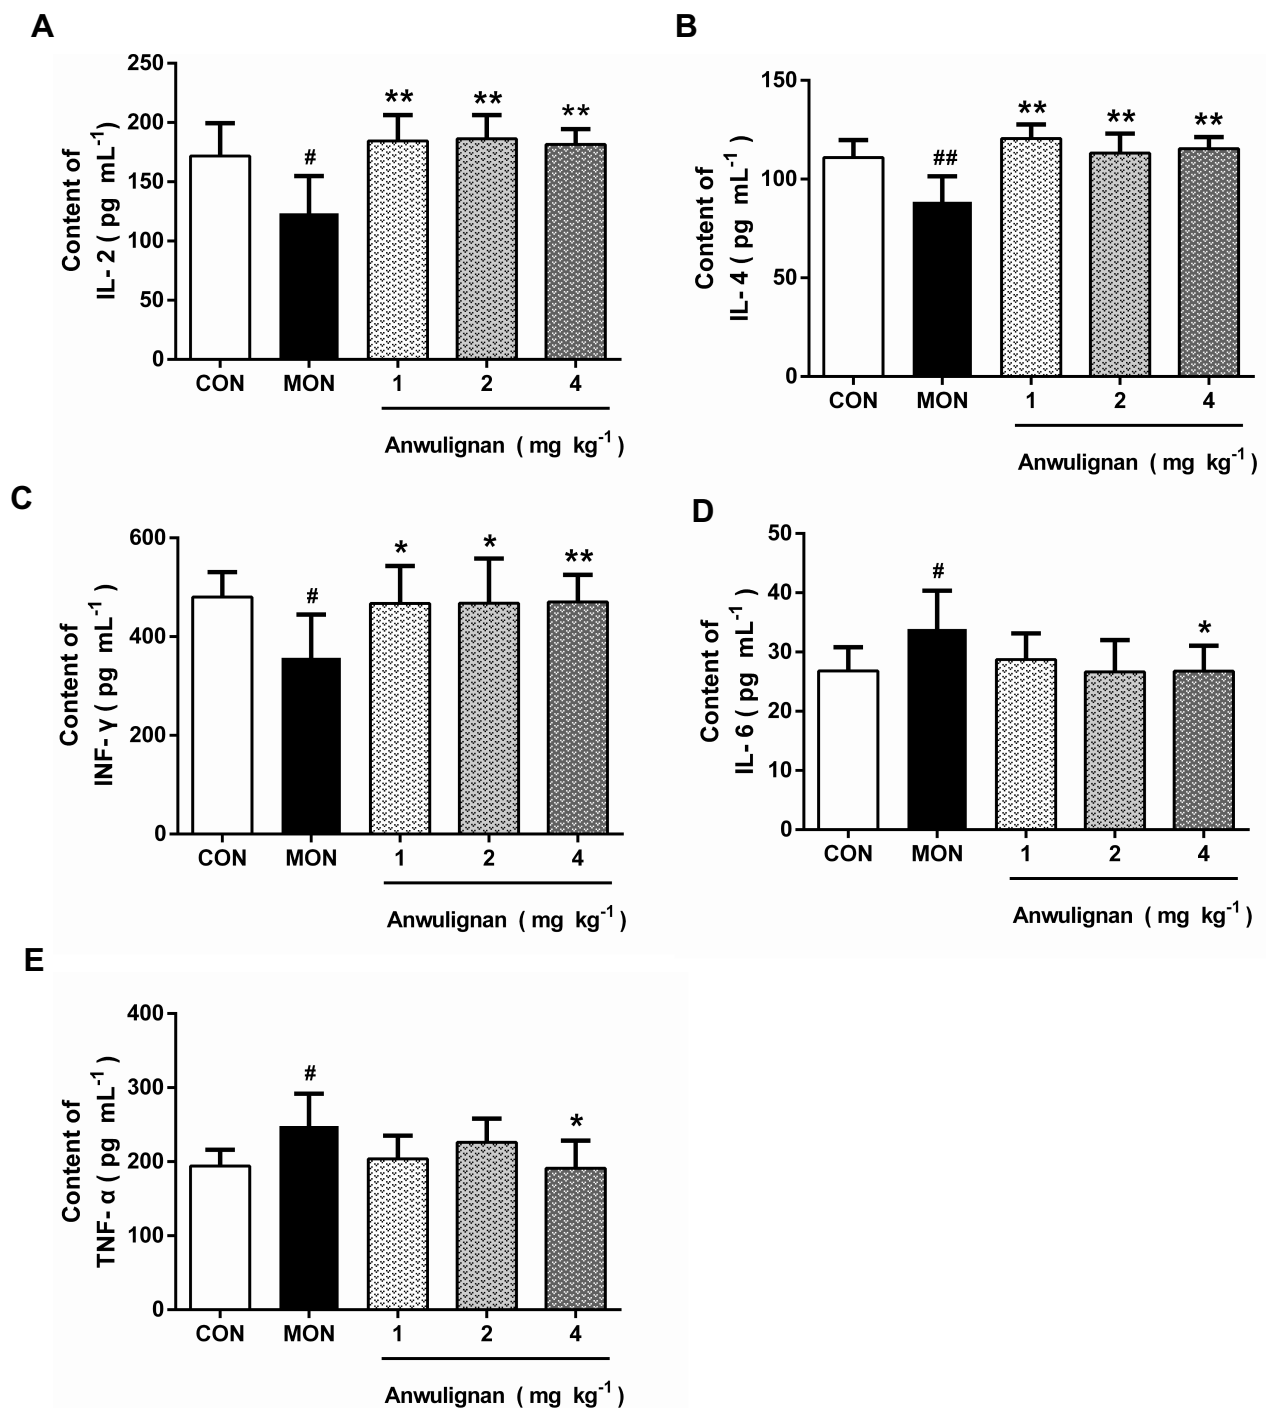 A
Content of
IL- 2 ( pg mL-1)
250
200
150
100
50
0
**
**
**
#
CON MON 1 2 4
Anwulignan ( mg kg-1 )
B
Content of
IL- 4 ( pg mL-1 )
150
100
50
0
**
**
**
##
CON MON 1 2 4
Anwulignan ( mg kg-1 )
C
Content of
INF- γ ( pg mL-1 )
600
400
200
0
#
*
*
**
CON MON 1 2 4
Anwulignan ( mg kg-1 )
D
Content of
IL- 6 ( pg mL-1 )
50
40
30
20
10
0
#
*
CON MON 1 2 4
Anwulignan ( mg kg-1 )
E
Content of
TNF- α ( pg mL-1 )
400
300
200
100
0
#
*
CON MON 1 2 4
Anwulignan ( mg kg-1 )